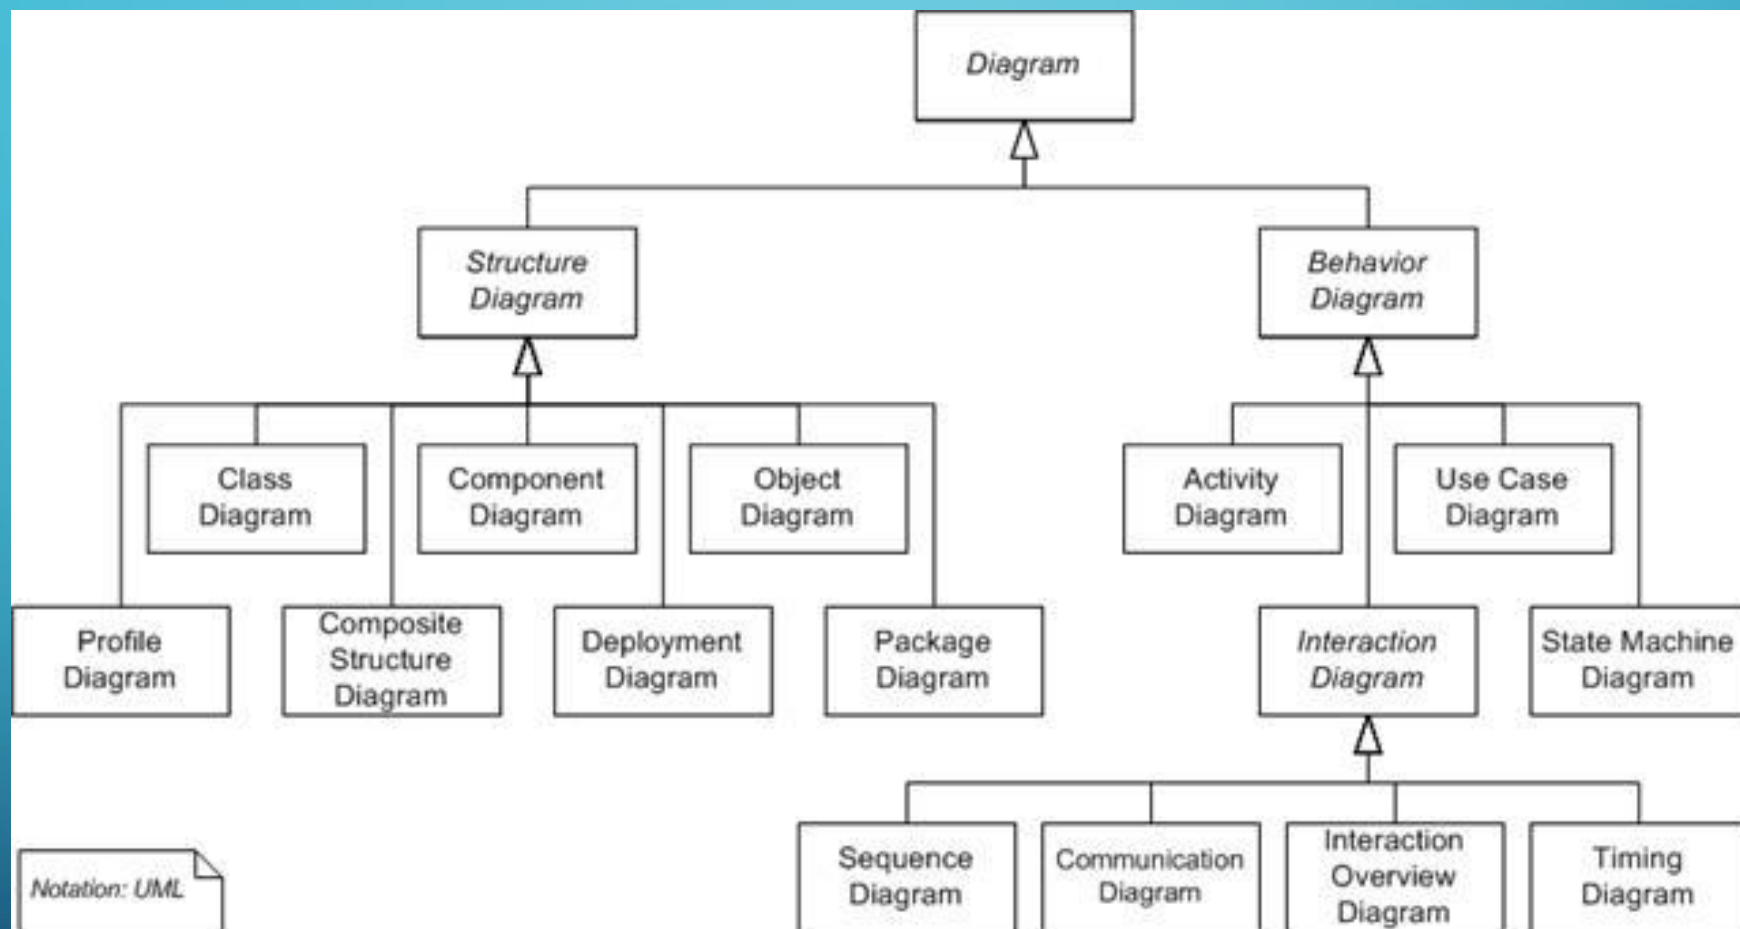 Diagram
Structure
Diagram
Behavior
Diagram
Class
Diagram
Component
Diagram
Object
Diagram
Activity
Diagram
Use Case
Diagram
Profile
Diagram
Composite
Structure
Diagram
Deployment
Diagram
Package
Diagram
Interaction
Diagram
State Machine
Diagram
Sequence
Diagram
Communication
Diagram
Interaction
Overview
Diagram
Timing
Diagram
Notation: UML